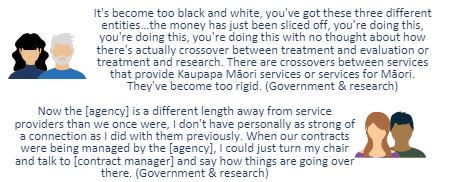 It's become too black and white, you've got these three different
entities...the money has just been sliced off, you're doing this,
you're doing this, you're doing this with no thought about how
there's actually crossover between treatment and evaluation or
treatment and research. There are crossovers between services
that provide Kaupapa Māori services or services for Māori.
They've become too rigid. (Government & research)
Now the [agency] is a different length away from service
providers than we once were, I don't have personally as strong of
a connection as I did with them previously. When our contracts
were being managed by the [agency], I could just turn my chair
and talk to [contract manager] and say how things are going over
there. (Government & research)